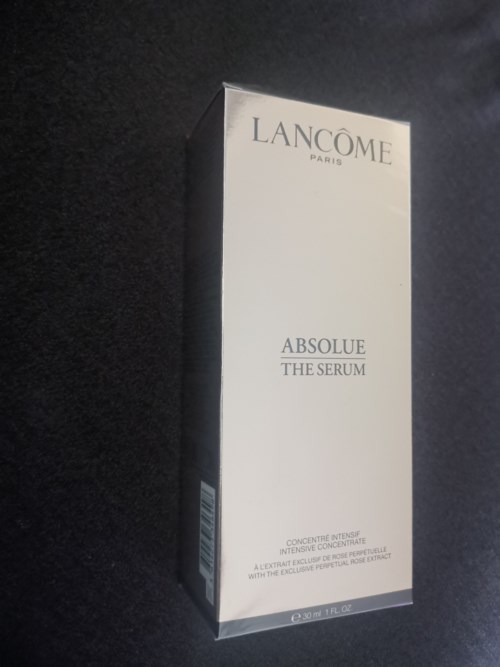 LANCÔME
PARIS
ABSOLUE
THE SERUM
CONCENTRÉ INTENSIF
INTENSIVE CONCENTRATE
À L'EXTRAIT EXCLUSIF DE ROSE PERPÉTUELLE
WITH THE EXCLUSIVE PERPETUAL ROSE EXTRACT
℮ 30 ml 1 FL. OZ